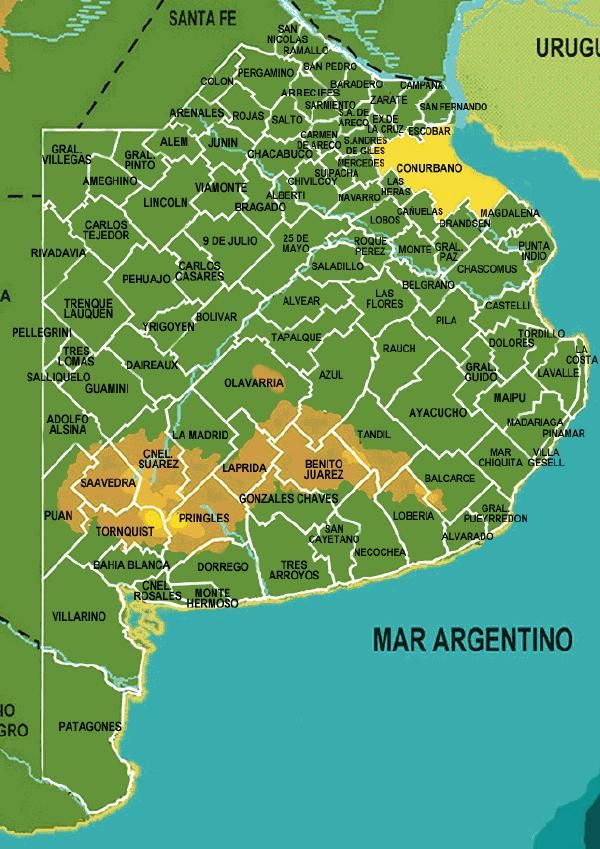 SANTA FE
URUGU
SAN
NICOLAS
RAMALLO
COLON
PERGAMINO
SAN PEDRO
BARADERO
CAMPANA
ARRECIFES
SARMIENTO
ZARATE
SAN FERNANDO
ARENALES
ROJAS
SALTO
S.A. DE
ARECO
EX DE
LA CRUZ
ESCOBAR
CARMEN
DE ARECO
S.ANDRES
DE GILES
GRAL.
VILLEGAS
GRAL.
PINTO
ALEM
JUNIN
CHACABUCO
MERCEDES
SUIPACHA
CONURBANO
AMEGHINO
VIAMONTE
CHIVILCOY
LAS
HERAS
LINCOLN
BRAGADO
ALBERTI
NAVARRO
LOBOS
CAÑUELAS
BRANDSEN
MAGDALENA
CARLOS
TEJEDOR
9 DE JULIO
25 DE
MAYO
ROQUE
PEREZ
MONTE
GRAL.
PAZ
PUNTA
INDIO
RIVADAVIA
PEHUAJO
CARLOS
CASARES
SALADILLO
CHASCOMUS
BELGRANO
A
TRENQUE
LAUQUEN
ALVEAR
LAS
FLORES
CASTELLI
PELLEGRINI
YRIGOYEN
BOLIVAR
PILA
TAPALQUE
RAUCH
TORDILLO
DOLORES
TRES
LOMAS
DAIREAUX
LA
COSTA
SALLIQUELO
GUAMINI
OLAVARRIA
AZUL
GRAL.
GUIDO
LAVALLE
MAIPU
ADOLFO
ALSINA
AYACUCHO
MADARIAGA
PINAMAR
LA MADRID
TANDIL
CNEL.
SUAREZ
LAPRIDA
BENITO
JUAREZ
MAR
CHIQUITA
VILLA
GESELL
SAAVEDRA
BALCARCE
GONZALES CHAVES
PUAN
PRINGLES
LOBERIA
GRAL.
PUEYRREDON
TORNQUIST
SAN
CAYETANO
ALVARADO
NECOCHEA
BAHIA BLANCA
DORREGO
TRES
ARROYOS
CNEL.
ROSALES
MONTE
HERMOSO
VILLARINO
MAR ARGENTINO
IO
GRO
PATAGONES